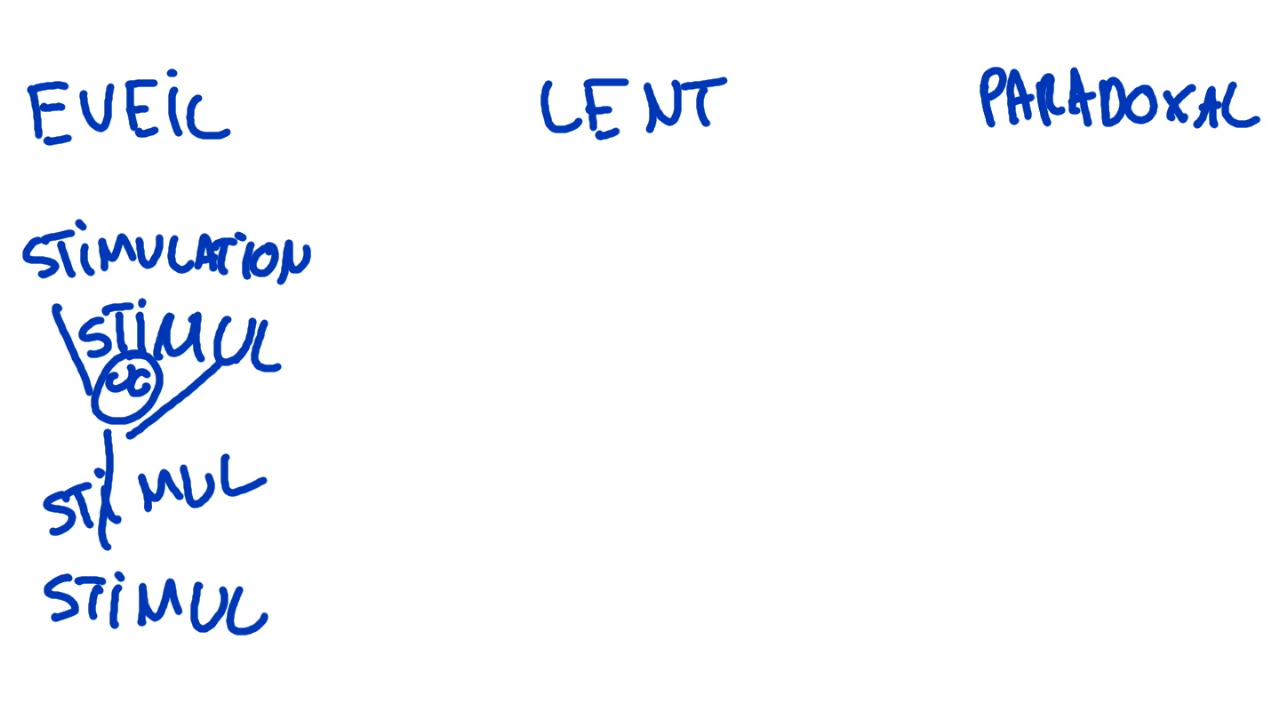 EVEIL LENT PARADOXAL
STIMULATION
STIMUL
STIMUL
STIMUL